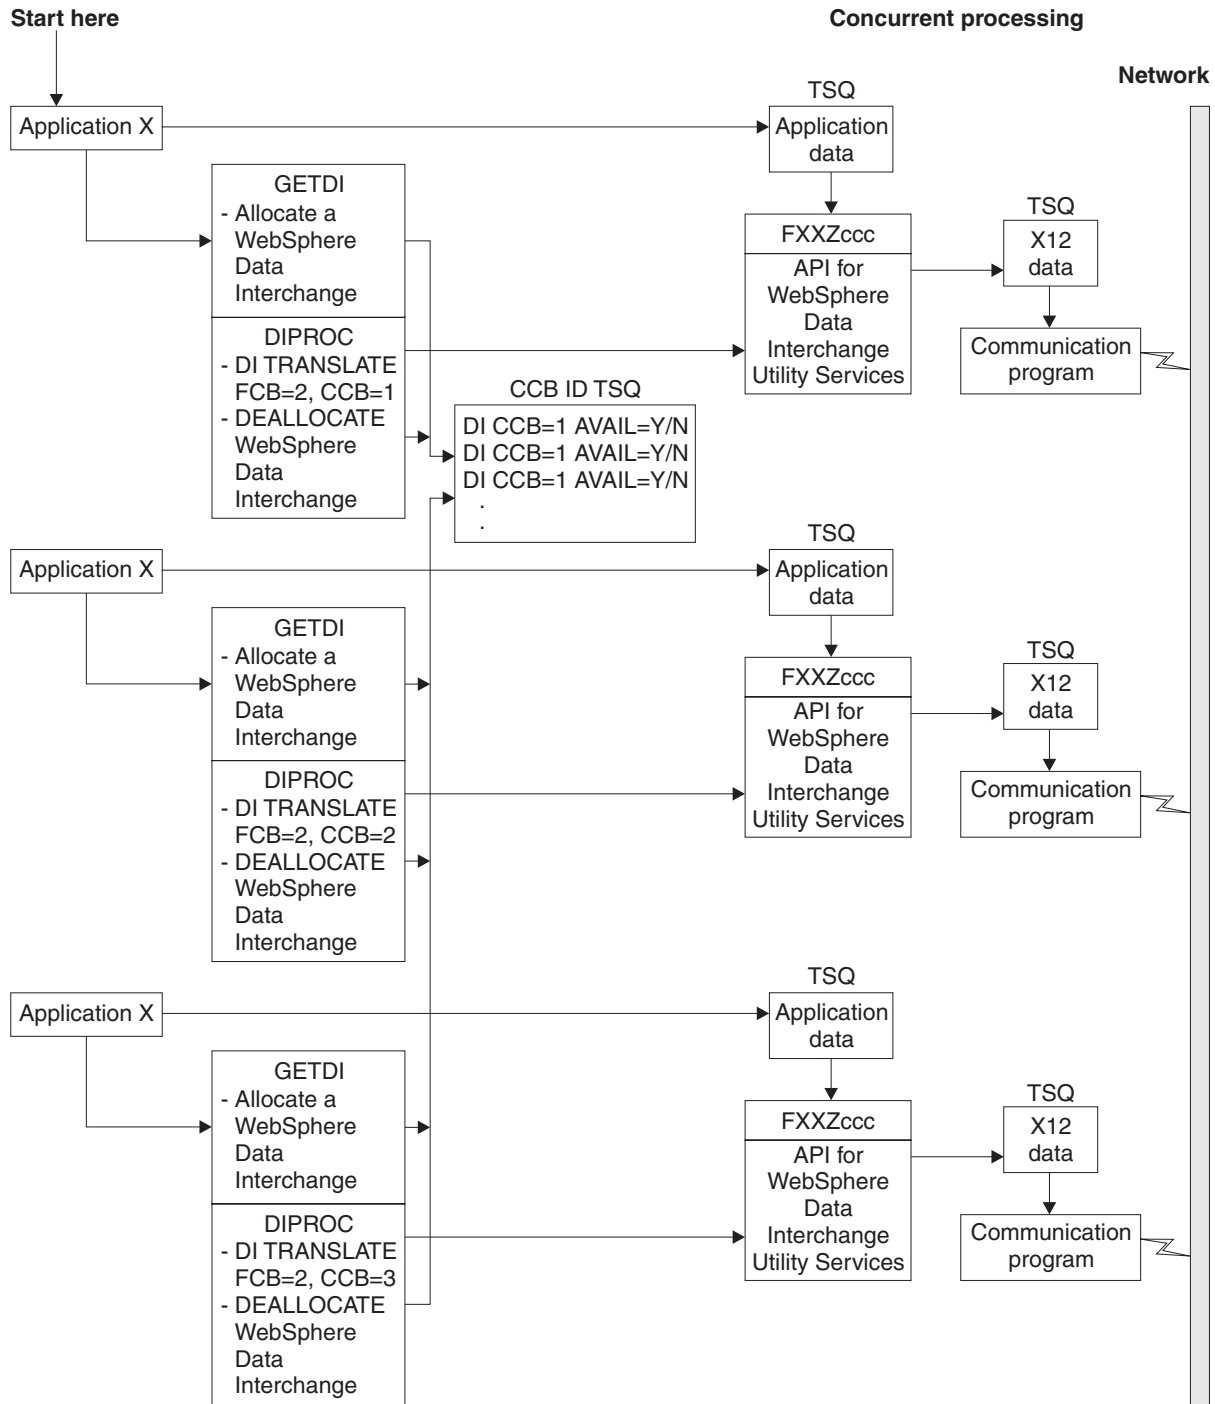 Start here
Concurrent processing
Network
Application X
TSQ
Application
data
GETDI
- Allocate a
WebSphere
Data
Interchange
DIPROC
- DI TRANSLATE
FCB=2, CCB=1
- DEALLOCATE
WebSphere
Data
Interchange
FXXZccc
API for
WebSphere
Data
Interchange
Utility Services
TSQ
X12
data
Communication
program
CCB ID TSQ
DI CCB=1 AVAIL=Y/N
DI CCB=1 AVAIL=Y/N
DI CCB=1 AVAIL=Y/N
.
.
Application X
TSQ
Application
data
GETDI
- Allocate a
WebSphere
Data
Interchange
DIPROC
- DI TRANSLATE
FCB=2, CCB=2
- DEALLOCATE
WebSphere
Data
Interchange
FXXZccc
API for
WebSphere
Data
Interchange
Utility Services
TSQ
X12
data
Communication
program
Application X
TSQ
Application
data
GETDI
- Allocate a
WebSphere
Data
Interchange
DIPROC
- DI TRANSLATE
FCB=2, CCB=3
- DEALLOCATE
WebSphere
Data
Interchange
FXXZccc
API for
WebSphere
Data
Interchange
Utility Services
TSQ
X12
data
Communication
program